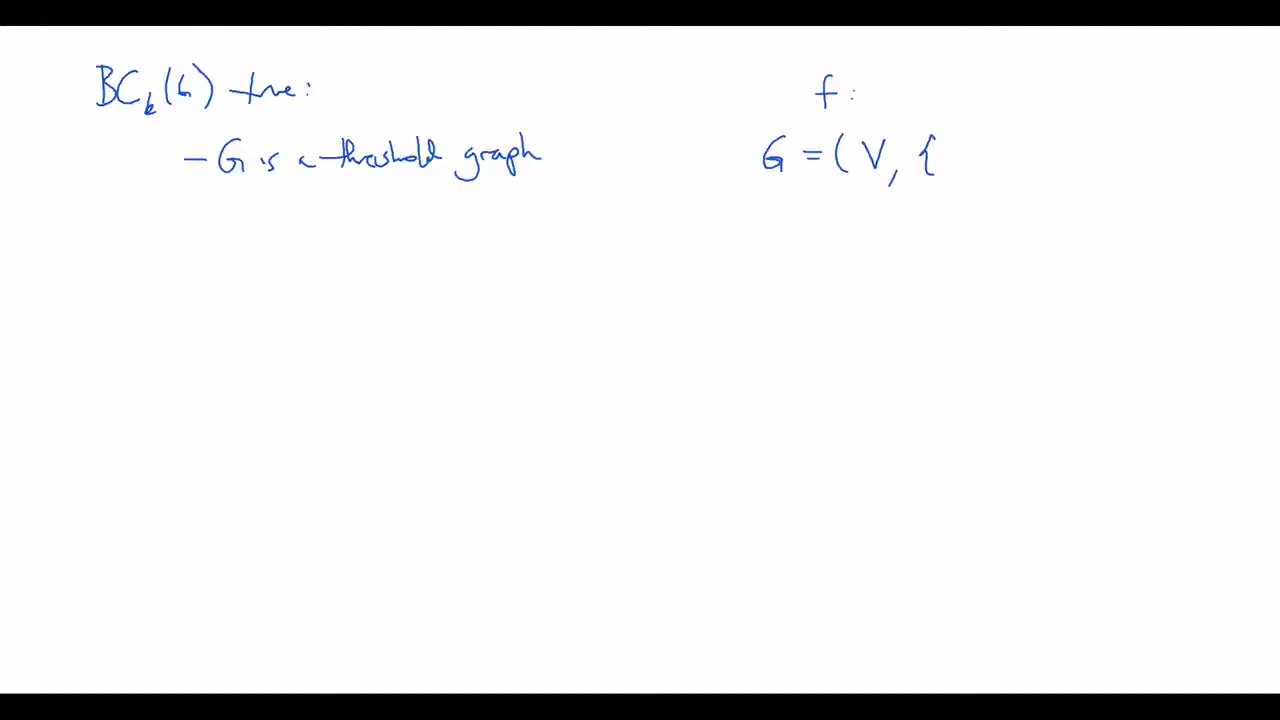 BC_k(G) true:
- G is a threshold graph
f:
G = ( V, {